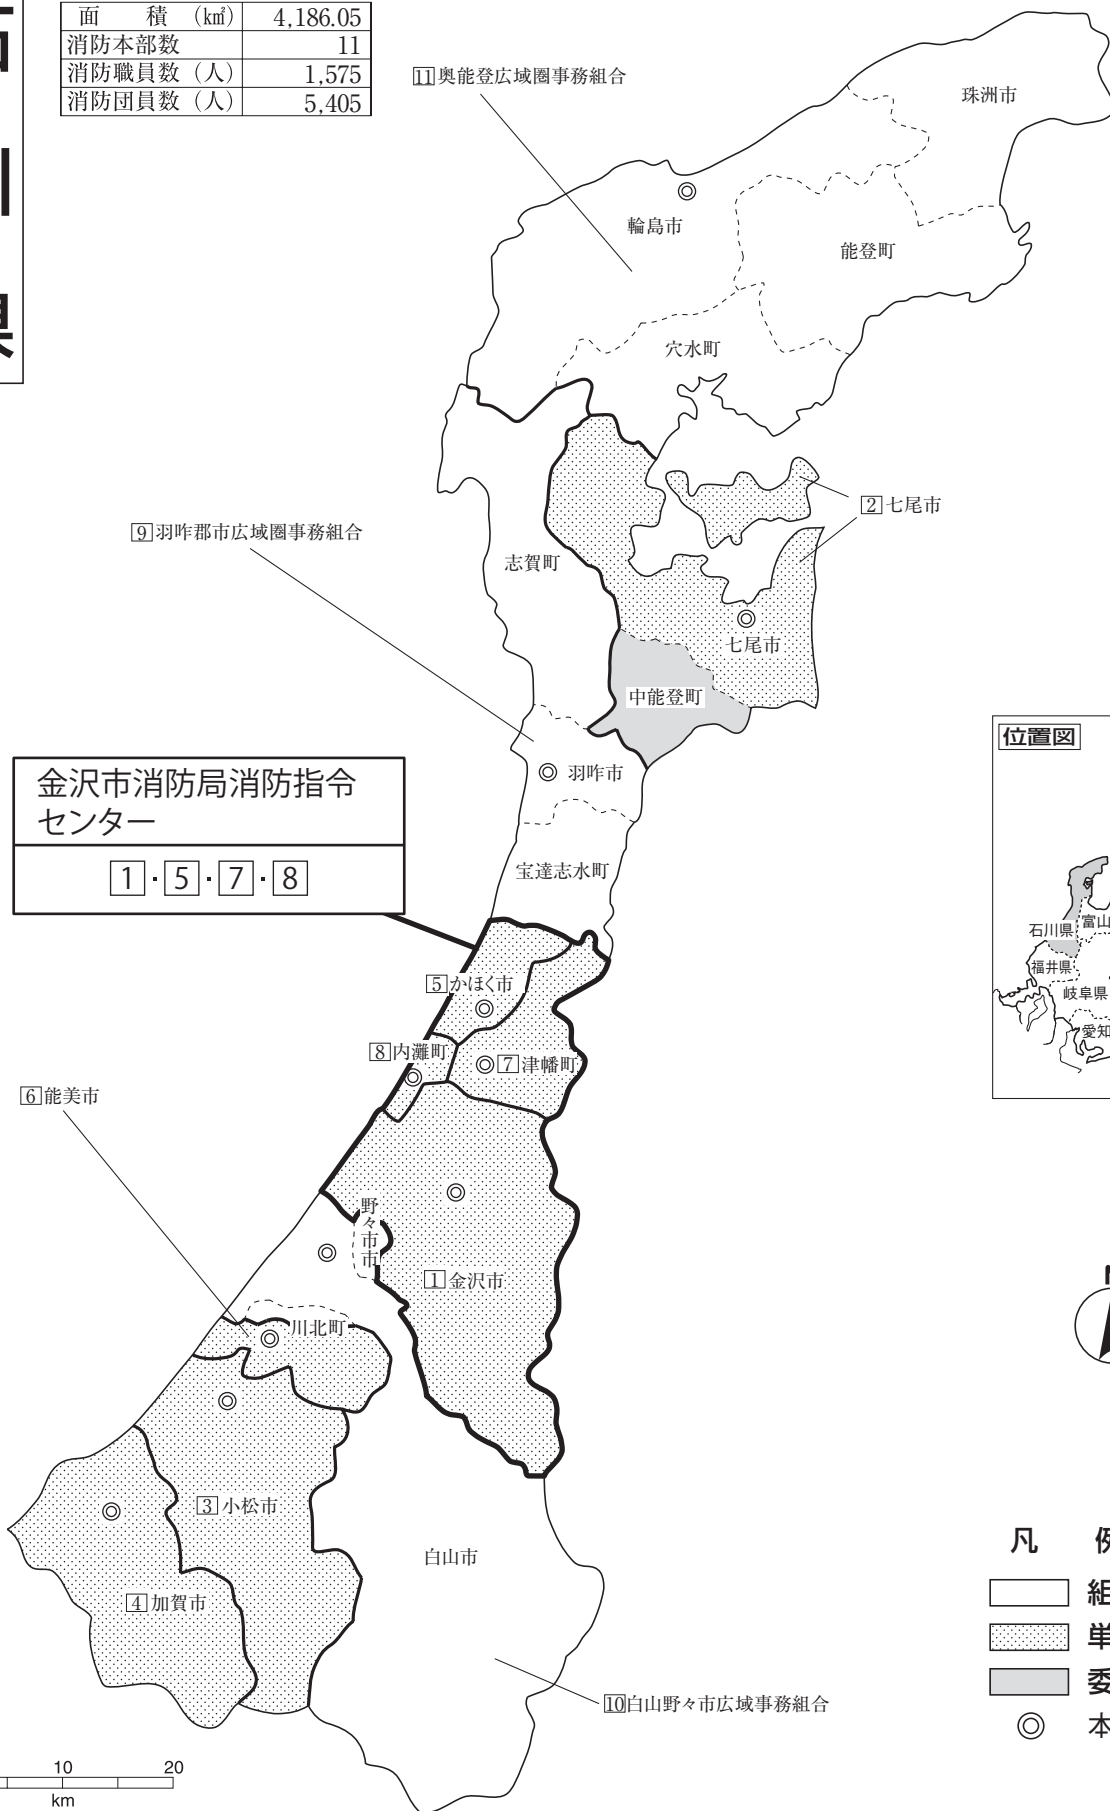 面 積 (㎢) 4,186.05
消防本部数 11
消防職員数（人） 1,575
消防団員数（人） 5,405
11奥能登広域圏事務組合
珠洲市
輪島市
能登町
穴水町
2七尾市
9羽咋郡市広域圏事務組合
志賀町
七尾市
中能登町
位置図
羽咋市
金沢市消防局消防指令
センター
1・5・7・8
宝達志水町
石川県
富山
福井県
岐阜県
愛知
5かほく市
8内灘町
7津幡町
6能美市
野々市市
1金沢市
川北町
3小松市
白山市
4加賀市
10白山野々市広域事務組合
凡 例
組
単
委
本
10 20
km